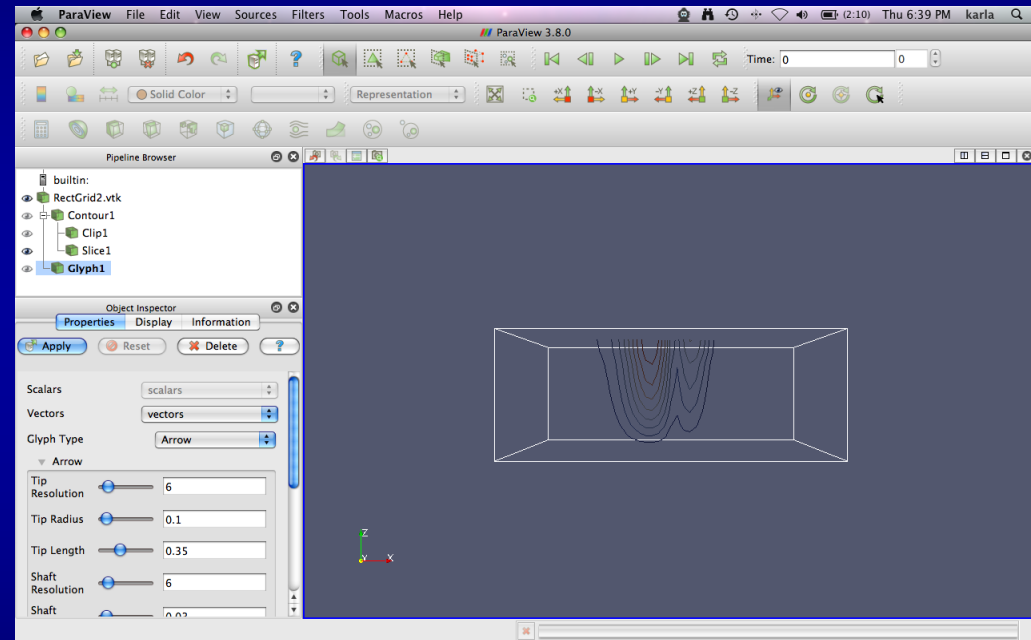 ParaView File Edit View Sources Filters Tools Macros Help (2:10) Thu 6:39 PM karla
ParaView 3.8.0
? Time: 0 0
Solid Color Representation +X -X +Y -Y +Z -Z
Pipeline Browser
builtin:
RectGrid2.vtk
Contour1
Clip1
Slice1
Glyph1
Object Inspector
Properties Display Information
Apply Reset Delete ?
Scalars scalars
Vectors vectors
Glyph Type Arrow
Arrow
Tip Resolution 6
Tip Radius 0.1
Tip Length 0.35
Shaft Resolution 6
Shaft
Z
Y X